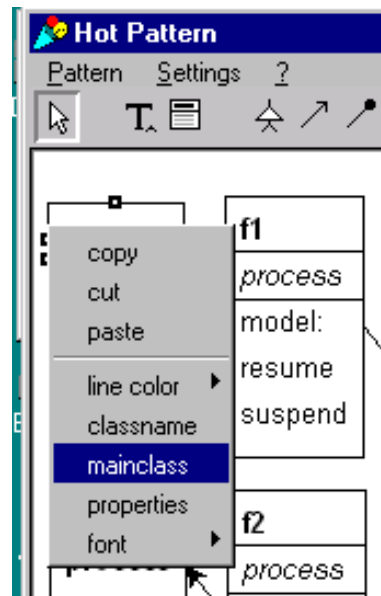 Hot Pattern
Pattern Settings ?
T
f1
process
model:
resume
suspend
copy
cut
paste
line color
classname
mainclass
properties
font
process
f2
process